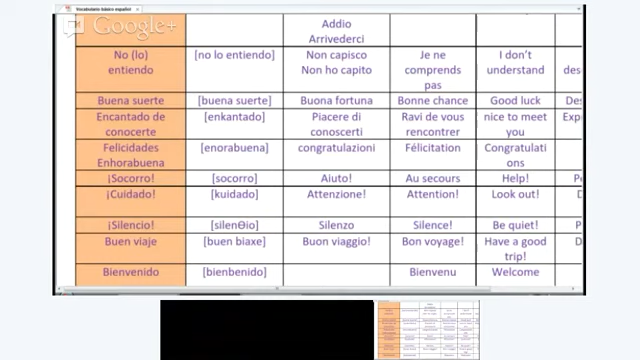 Vocabulario básico español
Google+
Addio
Arrivederci
No (lo)
entiendo
[no lo entiendo]
Non capisco
Non ho capito
Je ne
comprends
pas
I don't
understand
des
Buena suerte
[buena suerte]
Buona fortuna
Bonne chance
Good luck
Des
Encantado de
conocerte
[enkantado]
Piacere di
conoscerti
Ravi de vous
rencontrer
nice to meet
you
Exp
Felicidades
Enhorabuena
[enorabuena]
congratulazioni
Félicitation
Congratulati
ons
¡Socorro!
[socorro]
Aiuto!
Au secours
Help!
¡Cuidado!
[kuidado]
Attenzione!
Attention!
Look out!
¡Silencio!
[silenϴio]
Silenzo
Silence!
Be quiet!
Buen viaje
[buen biaxe]
Buon viaggio!
Bon voyage!
Have a good
trip!
Bienvenido
[bienbenido]
Bienvenu
Welcome